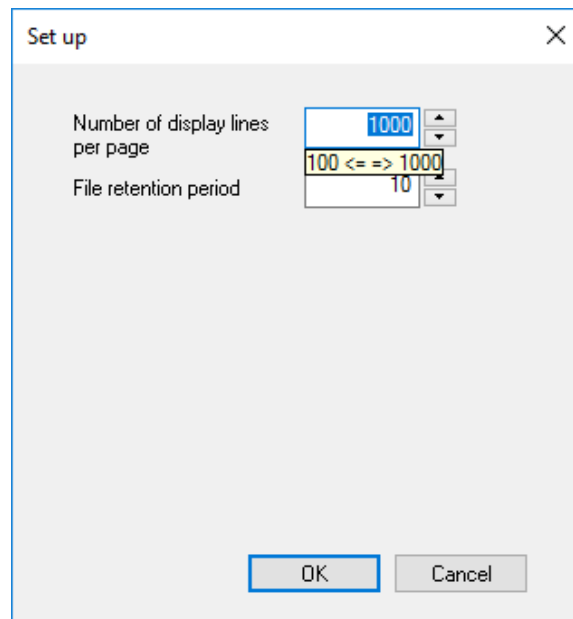 Set up
Number of display lines
per page
1000
100 <= => 1000
File retention period
10
OK
Cancel